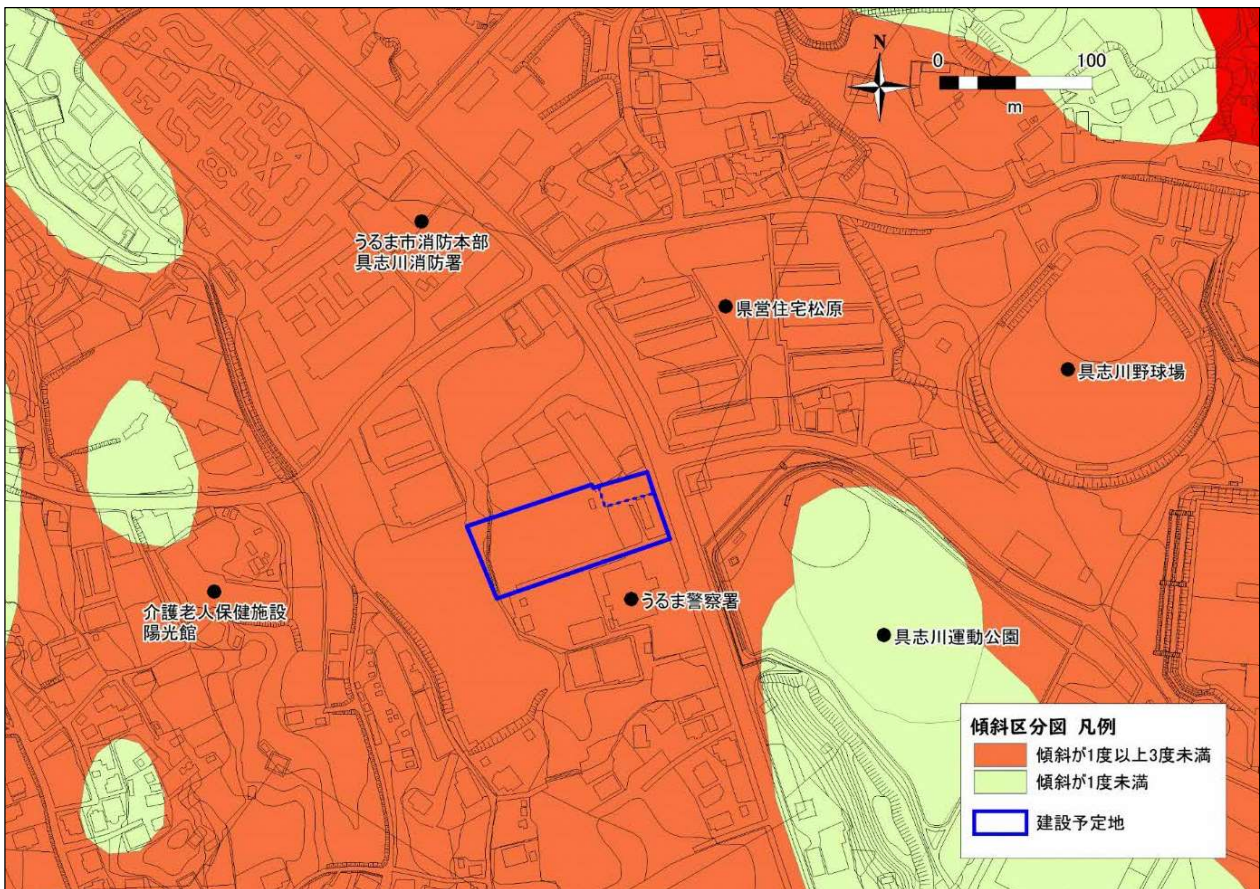 N
0 100
m
うるま市消防本部
具志川消防署
県営住宅松原
具志川野球場
介護老人保健施設
陽光館
うるま警察署
具志川運動公園
傾斜区分図 凡例
傾斜が1度以上3度未満
傾斜が1度未満
建設予定地